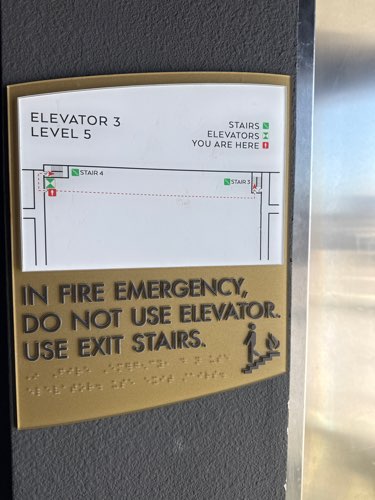 ELEVATOR 3
LEVEL 5
STAIRS
ELEVATORS
YOU ARE HERE
STAIR 4
STAIR 3
IN FIRE EMERGENCY,
DO NOT USE ELEVATOR.
USE EXIT STAIRS.